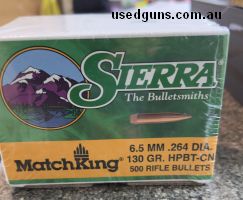 usedguns.com.au
SIERRA
The Bulletsmiths
6.5 MM .264 DIA.
MatchKing 130 GR. HPBT-CN
500 RIFLE BULLETS